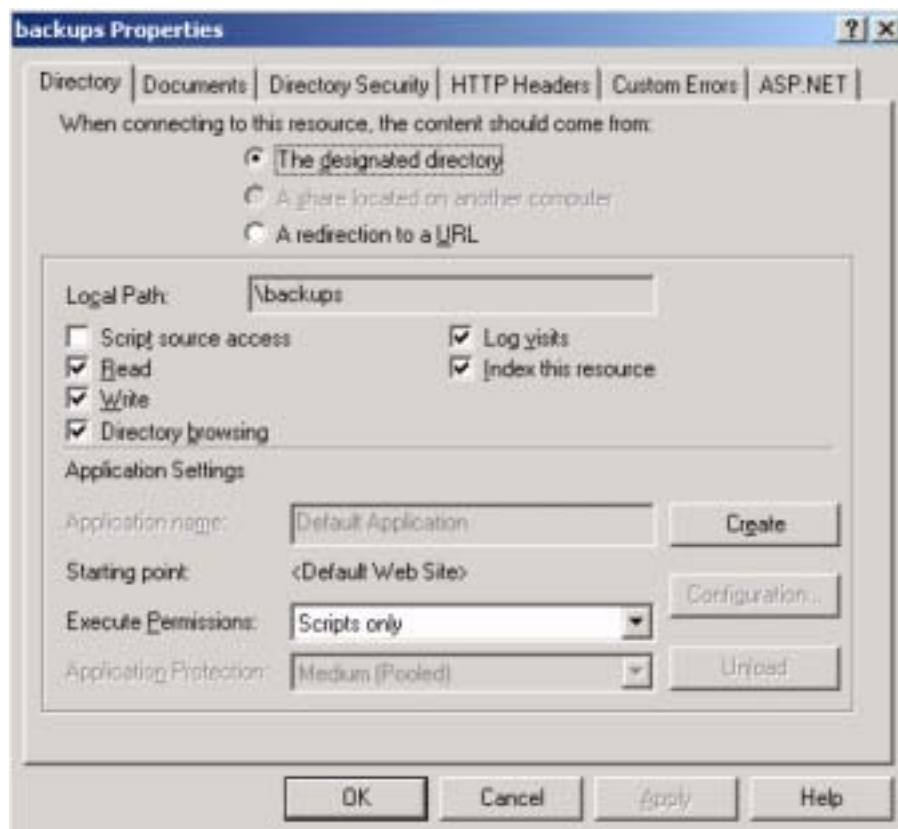 backups Properties
Directory Documents Directory Security HTTP Headers Custom Errors ASP.NET
When connecting to this resource, the content should come from:
The designated directory
A share located on another computer
A redirection to a URL
Local Path: \backups
Script source access Log visits
Read Index this resource
Write
Directory browsing
Application Settings
Application name: Default Application Create
Starting point: <Default Web Site>
Configuration...
Execute Permissions: Scripts only
Application Protection: Medium (Pooled) Unload
OK Cancel Apply Help